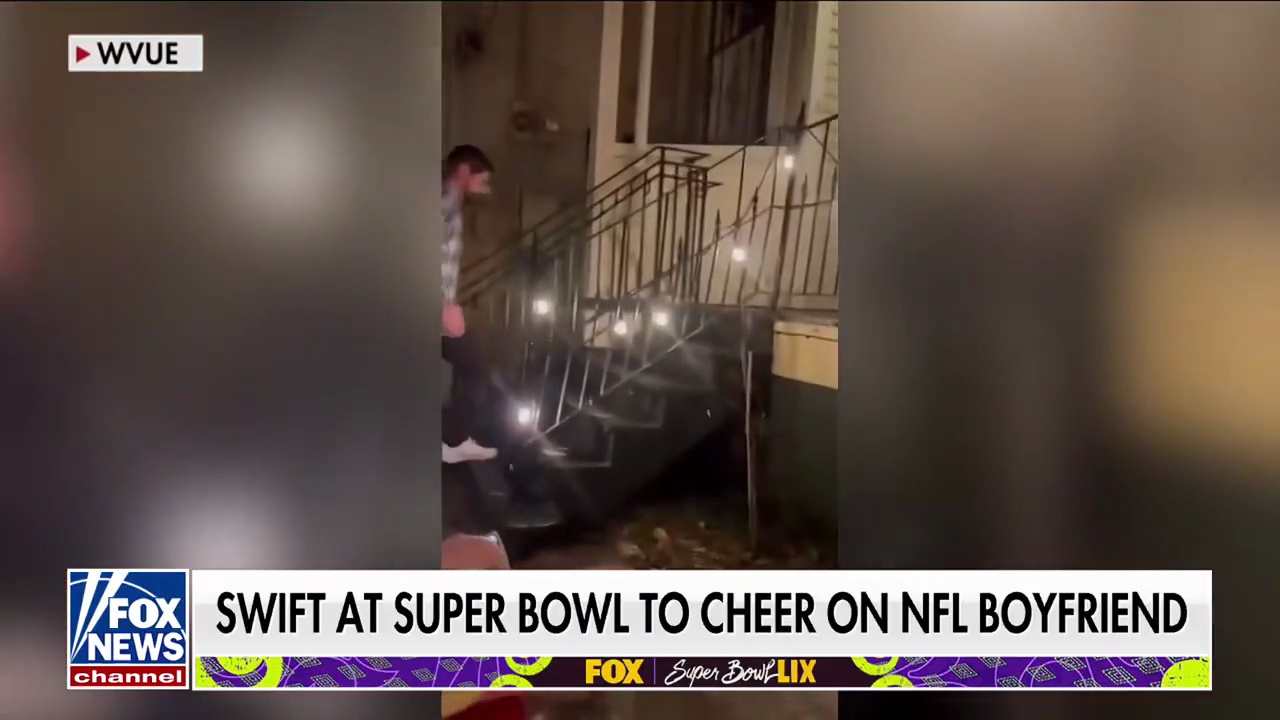 WVUE
SWIFT AT SUPER BOWL TO CHEER ON NFL BOYFRIEND
FOX
NEWS
channel
FOX Super Bowl LIX